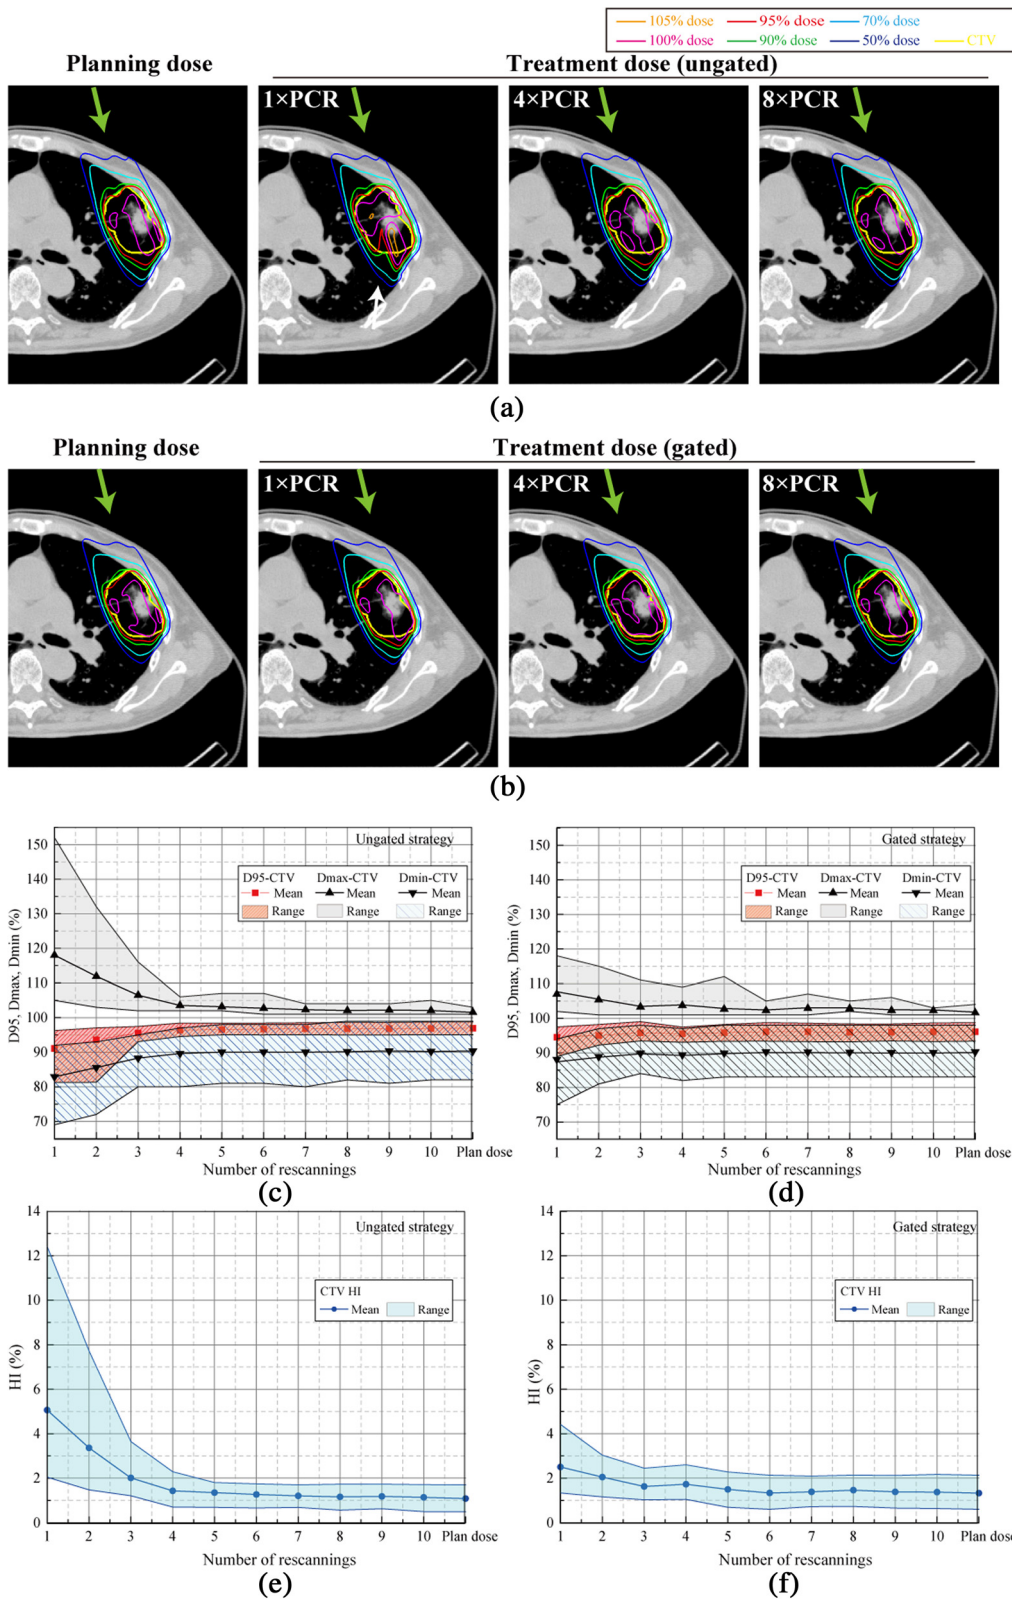 105% dose 95% dose 70% dose
100% dose 90% dose 50% dose CTV
Planning dose Treatment dose (ungated)
1×PCR 4×PCR 8×PCR
(a)
Planning dose Treatment dose (gated)
1×PCR 4×PCR 8×PCR
(b)
Ungated strategy
D95-CTV Dmax-CTV Dmin-CTV
Mean Mean Mean
Range Range Range
D95, Dmax, Dmin (%)
150
140
130
120
110
100
90
80
70
1 2 3 4 5 6 7 8 9 10 Plan dose
Number of rescannings
(c)
Gated strategy
D95-CTV Dmax-CTV Dmin-CTV
Mean Mean Mean
Range Range Range
D95, Dmax, Dmin (%)
150
140
130
120
110
100
90
80
70
1 2 3 4 5 6 7 8 9 10 Plan dose
Number of rescannings
(d)
Ungated strategy
CTV HI
Mean Range
HI (%)
14
12
10
8
6
4
2
0
1 2 3 4 5 6 7 8 9 10 Plan dose
Number of rescannings
(e)
Gated strategy
CTV HI
Mean Range
HI (%)
14
12
10
8
6
4
2
0
1 2 3 4 5 6 7 8 9 10 Plan dose
Number of rescannings
(f)